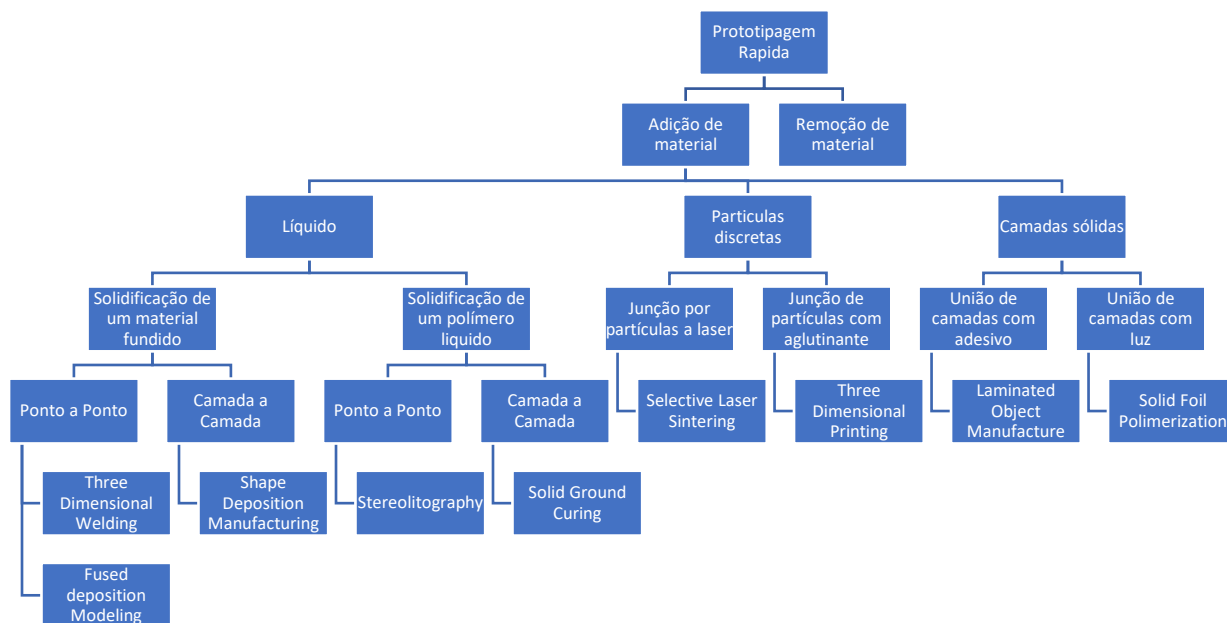 Prototipagem
Rapida
Adição de
material
Remoção de
material
Líquido
Particulas
discretas
Camadas sólidas
Solidificação de
um material
fundido
Solidificação de
um polímero
liquido
Junção por
partículas a laser
Junção de
partículas com
aglutinante
União de
camadas com
adesivo
União de
camadas com
luz
Ponto a Ponto
Camada a
Camada
Ponto a Ponto
Camada a
Camada
Selective Laser
Sintering
Three
Dimensional
Printing
Laminated
Object
Manufacture
Solid Foil
Polimerization
Three
Dimensional
Welding
Shape
Deposition
Manufacturing
Stereolitography
Solid Ground
Curing
Fused
deposition
Modeling